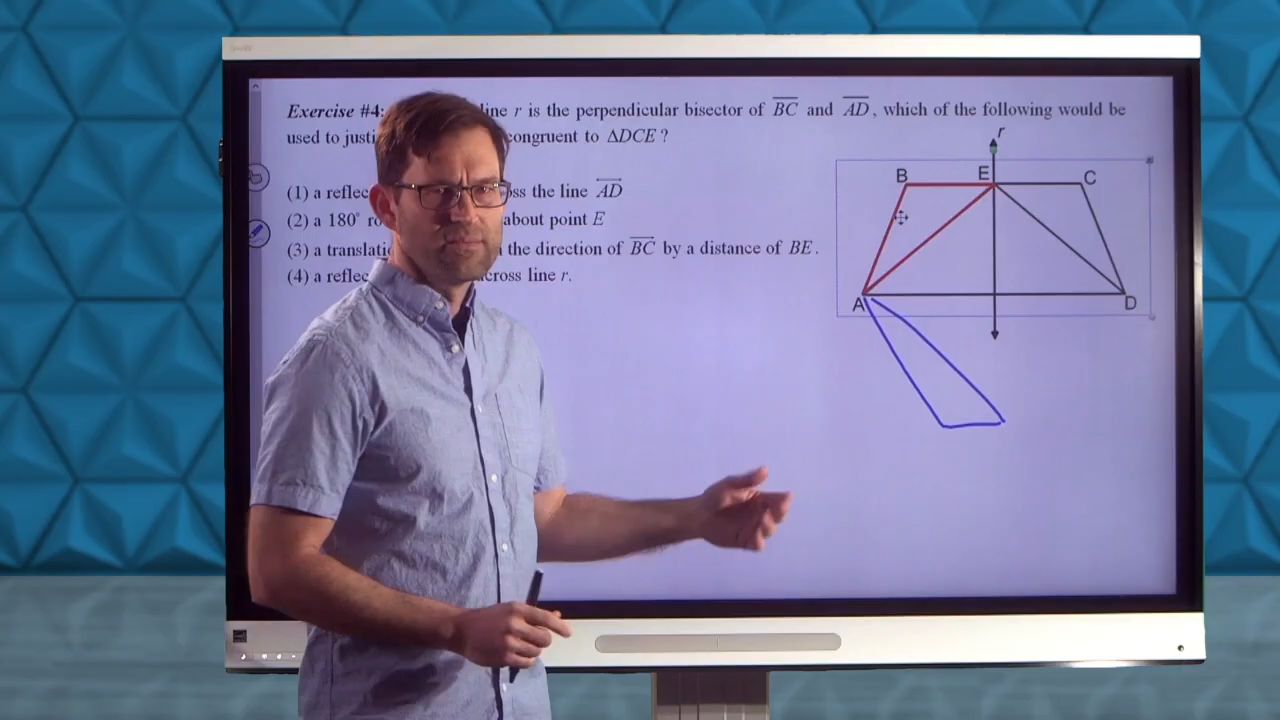 Exercise #4: line r is the perpendicular bisector of BC and AD, which of the following would be
used to justi congruent to ΔDCE ?
(1) a reflec ss the line AD
(2) a 180° ro about point E
(3) a translati the direction of BC by a distance of BE.
(4) a reflec cross line r.
r
B E C
A D